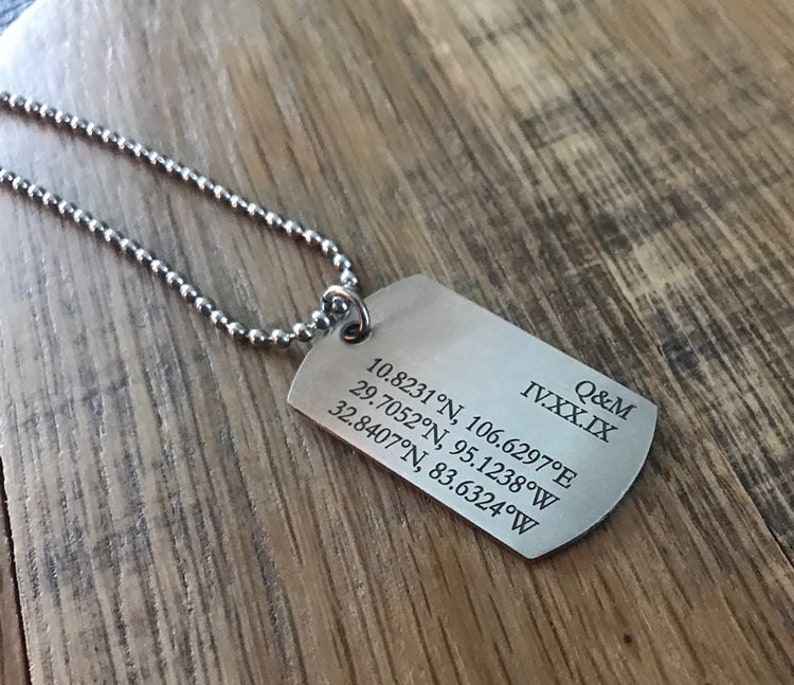 Q&M
IV.XX.IX
10.8231°N, 106.6297°E
29.7052°N, 95.1238°W
32.8407°N, 83.6324°W